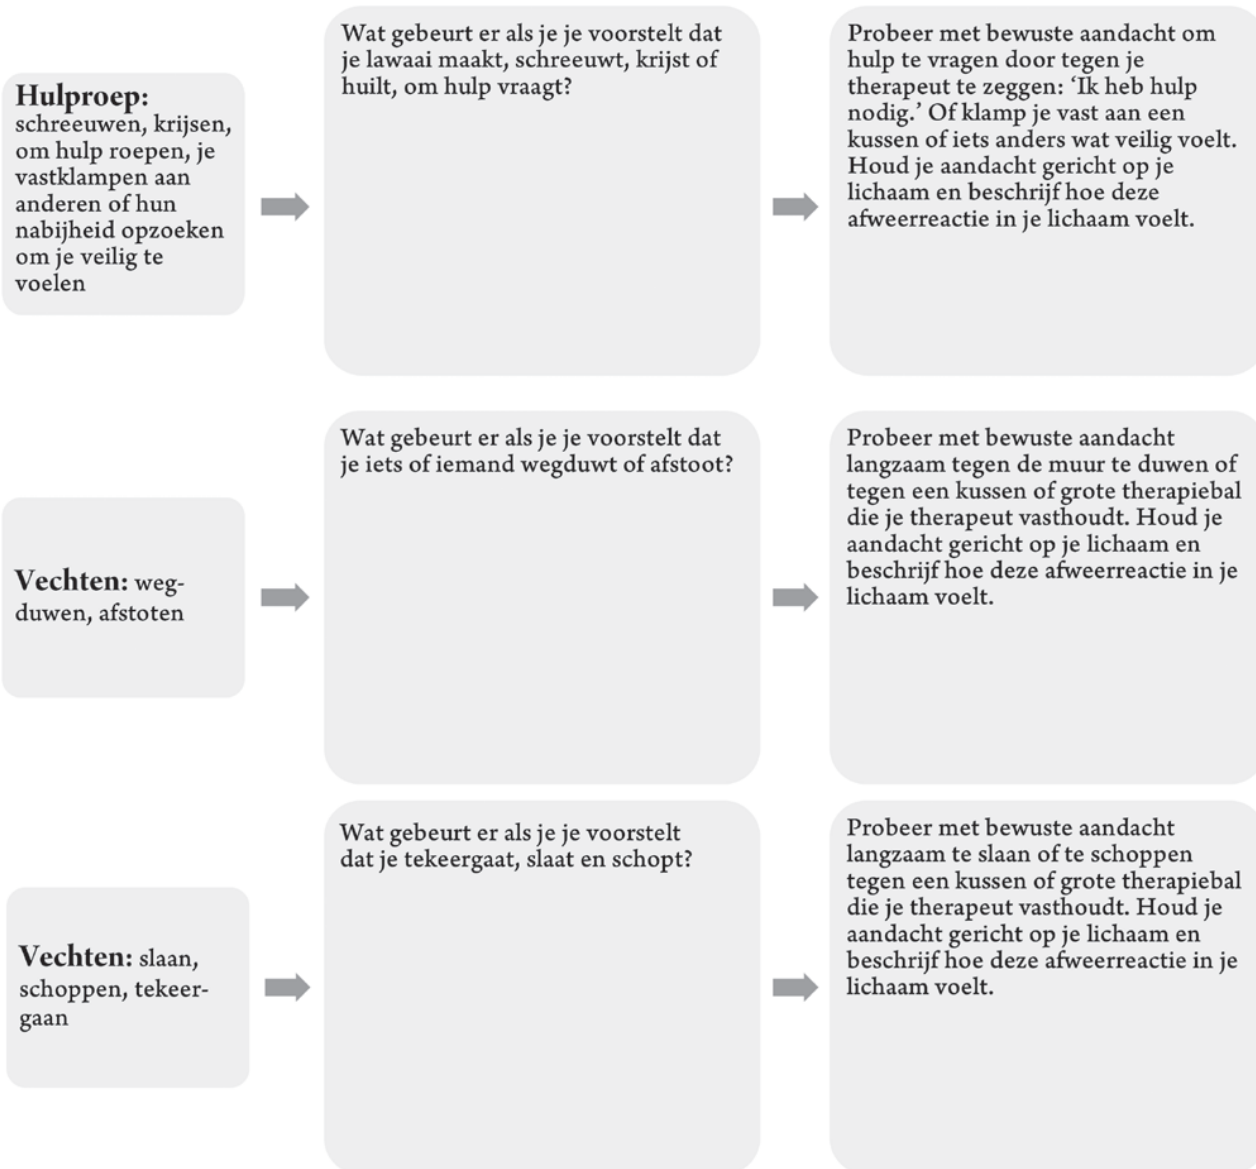 Hulproep:
schreeuwen, krijsen,
om hulp roepen, je
vastklampen aan
anderen of hun
nabijheid opzoeken
om je veilig te
voelen
Wat gebeurt er als je je voorstelt dat
je lawaai maakt, schreeuwt, krijst of
huilt, om hulp vraagt?
Probeer met bewuste aandacht om
hulp te vragen door tegen je
therapeut te zeggen: ‘Ik heb hulp
nodig.’ Of klamp je vast aan een
kussen of iets anders wat veilig voelt.
Houd je aandacht gericht op je
lichaam en beschrijf hoe deze
afweerreactie in je lichaam voelt.
Vechten: weg-
duwen, afstoten
Wat gebeurt er als je je voorstelt dat
je iets of iemand wegduwt of afstoot?
Probeer met bewuste aandacht
langzaam tegen de muur te duwen of
tegen een kussen of grote therapiebal
die je therapeut vasthoudt. Houd je
aandacht gericht op je lichaam en
beschrijf hoe deze afweerreactie in je
lichaam voelt.
Vechten: slaan,
schoppen, tekeer-
gaan
Wat gebeurt er als je je voorstelt
dat je tekeergaat, slaat en schopt?
Probeer met bewuste aandacht
langzaam te slaan of te schoppen
tegen een kussen of grote therapiebal
die je therapeut vasthoudt. Houd je
aandacht gericht op je lichaam en
beschrijf hoe deze afweerreactie in je
lichaam voelt.